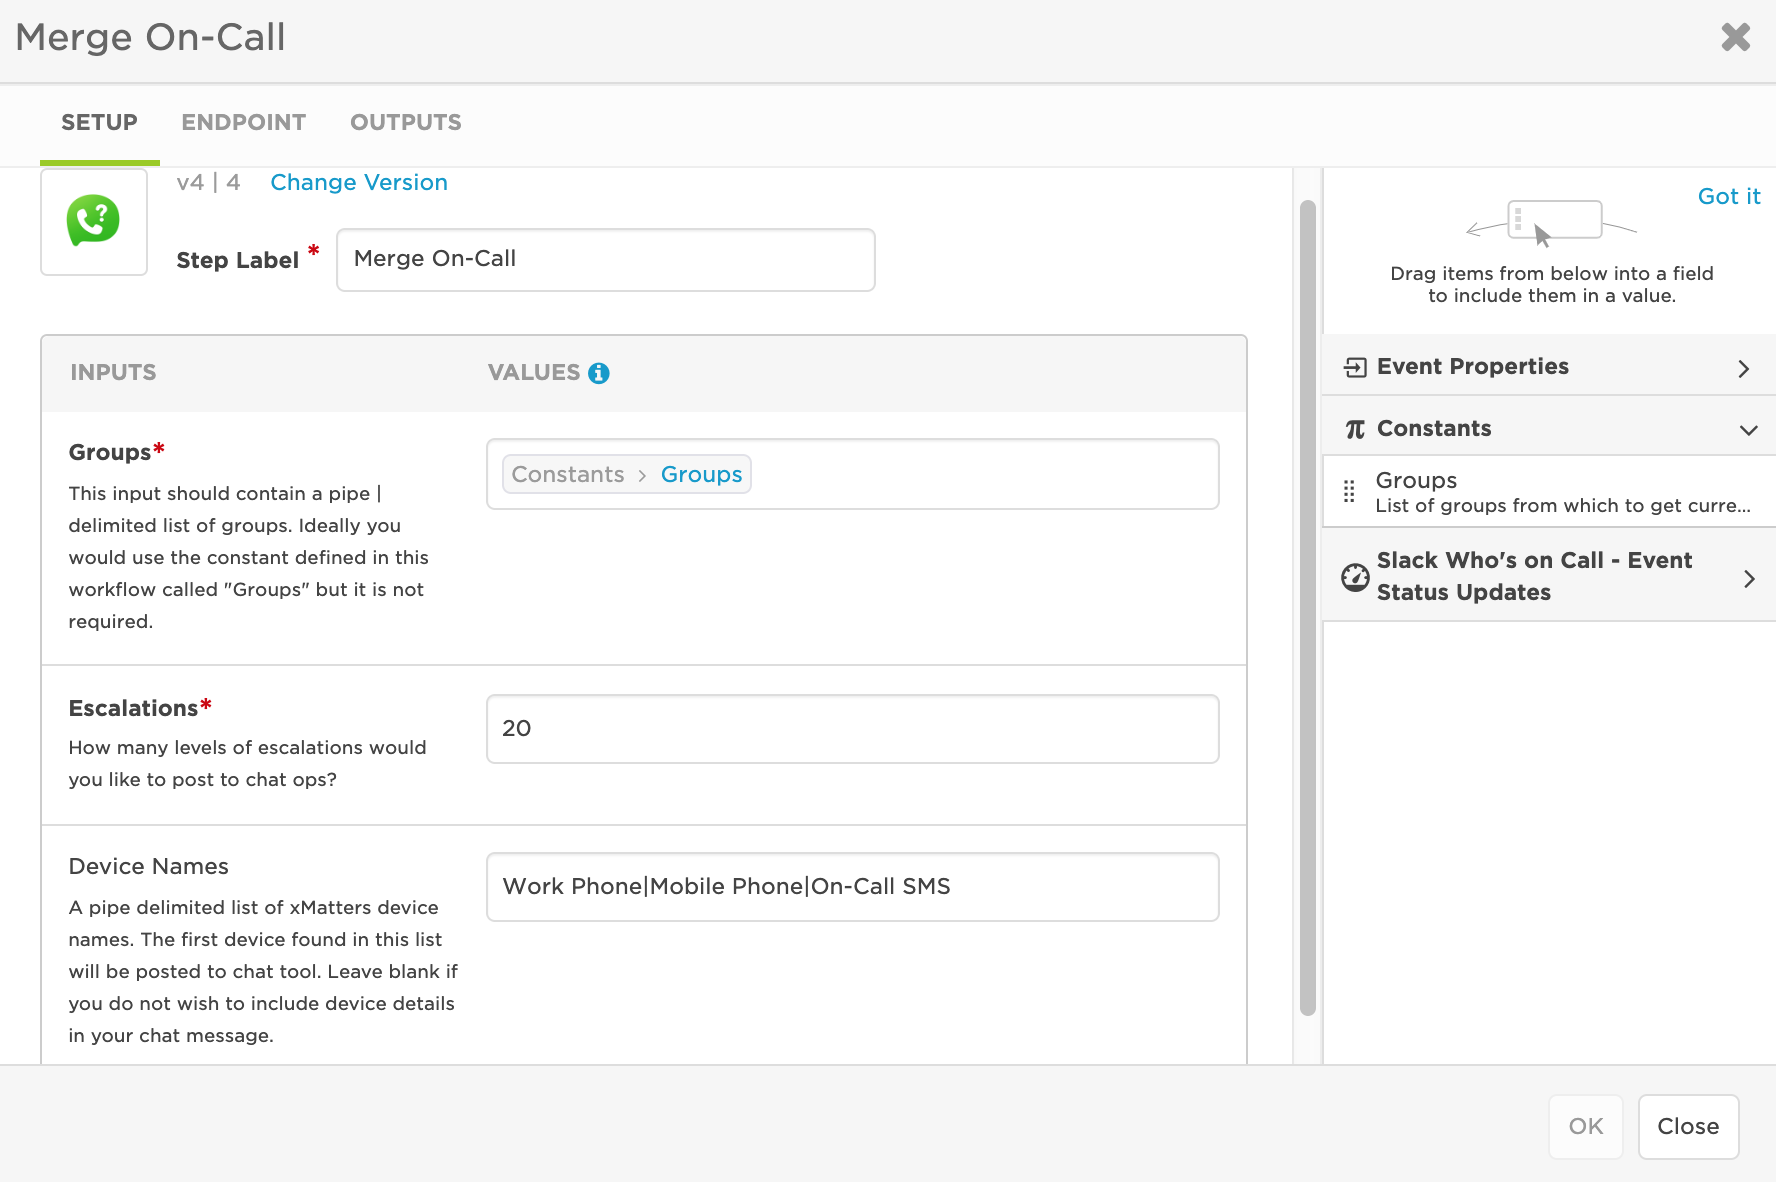 Merge On-Call
SETUP ENDPOINT OUTPUTS
v4 | 4 Change Version
Step Label * Merge On-Call
INPUTS VALUES
Groups*
Constants > Groups
This input should contain a pipe |
delimited list of groups. Ideally you
would use the constant defined in this
workflow called "Groups" but it is not
required.
Escalations*
20
How many levels of escalations would
you like to post to chat ops?
Device Names
Work Phone|Mobile Phone|On-Call SMS
A pipe delimited list of xMatters device
names. The first device found in this list
will be posted to chat tool. Leave blank if
you do not wish to include device details
in your chat message.
Got it
Drag items from below into a field
to include them in a value.
Event Properties
Constants
Groups
List of groups from which to get curre...
Slack Who's on Call - Event
Status Updates
OK Close